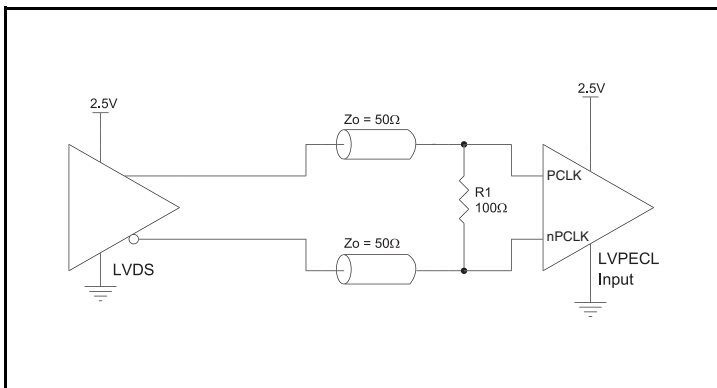 2.5V
2.5V
Zo = 50Ω
PCLK
R1
100Ω
Zo = 50Ω
nPCLK
LVDS
LVPECL
Input